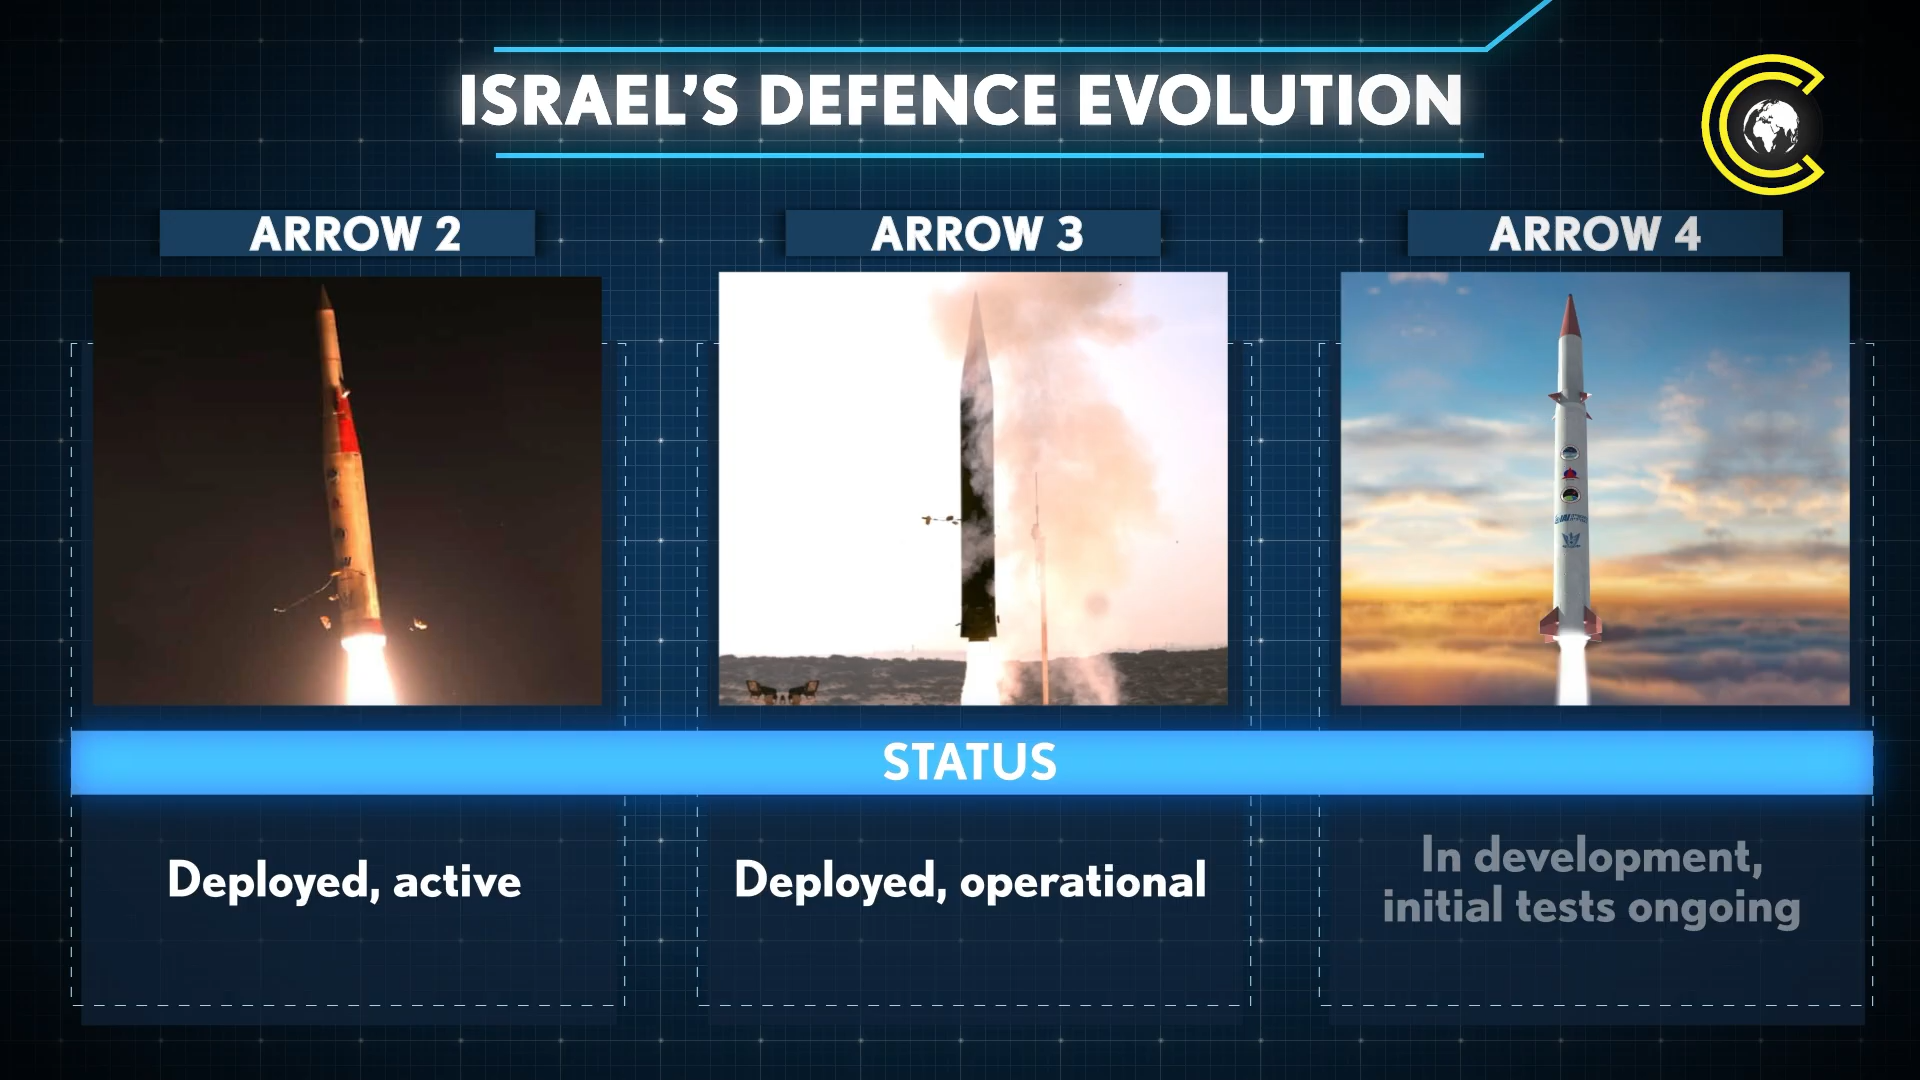 ISRAEL’S DEFENCE EVOLUTION
ARROW 2
ARROW 3
ARROW 4
STATUS
Deployed, active
Deployed, operational
In development,
initial tests ongoing